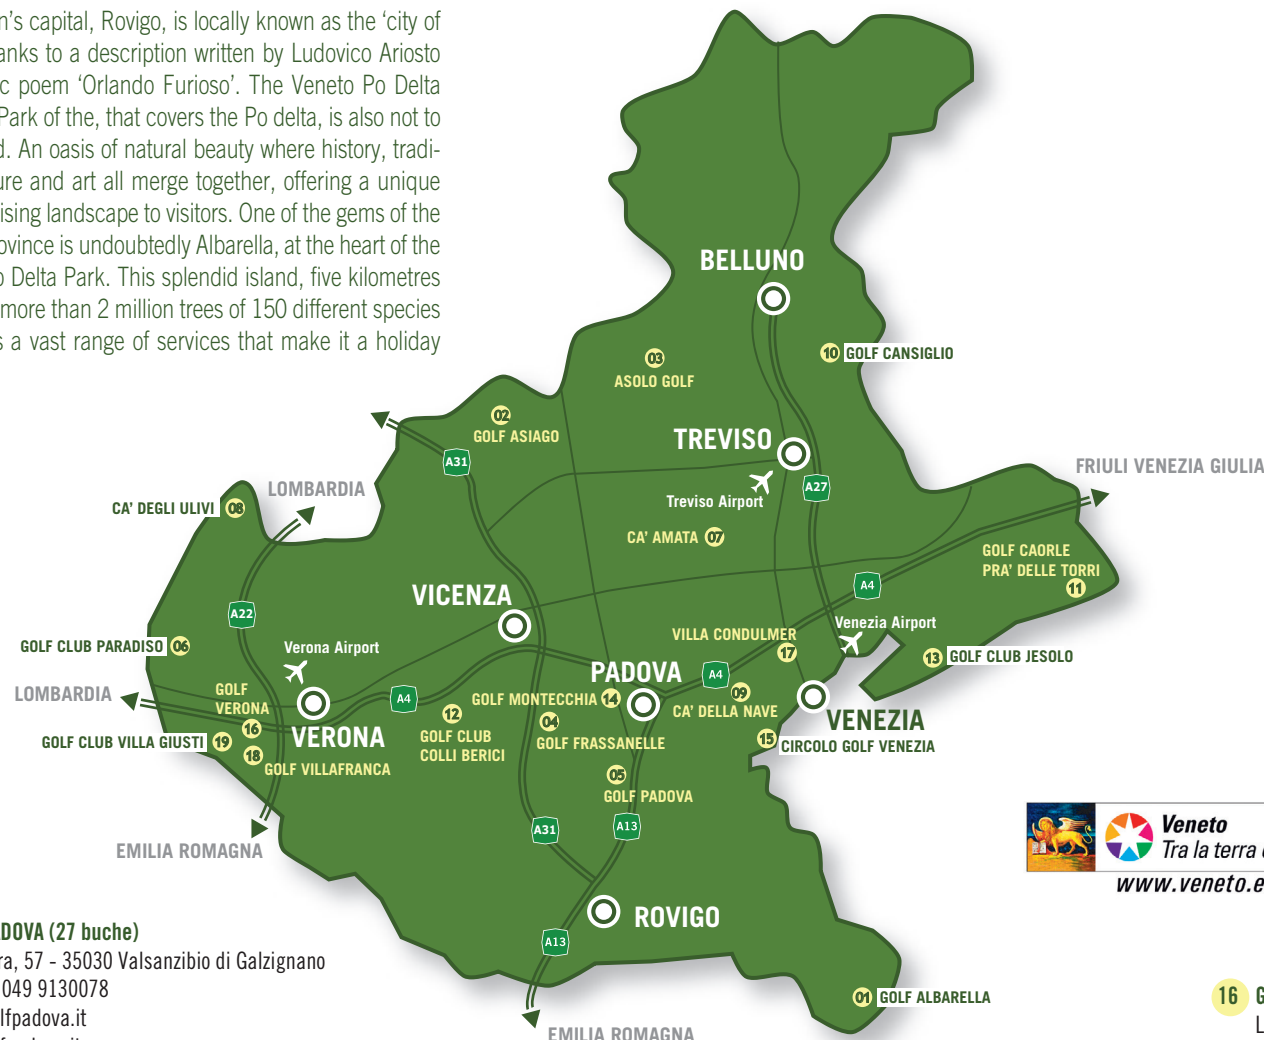 n's capital, Rovigo, is locally known as the ‘city of
anks to a description written by Ludovico Ariosto
c poem ‘Orlando Furioso’. The Veneto Po Delta
Park of the, that covers the Po delta, is also not to
d. An oasis of natural beauty where history, tradi-
ure and art all merge together, offering a unique
ising landscape to visitors. One of the gems of the
ovince is undoubtedly Albarella, at the heart of the
o Delta Park. This splendid island, five kilometres
more than 2 million trees of 150 different species
s a vast range of services that make it a holiday
BELLUNO
10 GOLF CANSIGLIO
03
ASOLO GOLF
02
GOLF ASIAGO
TREVISO
A31
FRIULI VENEZIA GIULIA
LOMBARDIA
A27
Treviso Airport
CA’ DEGLI ULIVI 08
CA’ AMATA 07
GOLF CAORLE
PRA’ DELLE TORRI
11
A4
VICENZA
A22
Venezia Airport
VILLA CONDULMER
17
GOLF CLUB PARADISO 06
Verona Airport
13 GOLF CLUB JESOLO
PADOVA
A4
LOMBARDIA
GOLF
VERONA
16
A4
GOLF MONTECCHIA 14
09
CA’ DELLA NAVE
VENEZIA
12
GOLF CLUB
COLLI BERICI
04
GOLF FRASSANELLE
VERONA
GOLF CLUB VILLA GIUSTI 19
15
CIRCOLO GOLF VENEZIA
18
GOLF VILLAFRANCA
05
GOLF PADOVA
A31
A13
Veneto
Tra la terra
www.veneto.e
EMILIA ROMAGNA
ROVIGO
A13
01 GOLF ALBARELLA
EMILIA ROMAGNA
DOVA (27 buche)
ra, 57 - 35030 Valsanzibio di Galzignano
049 9130078
lfpadova.it
16 G
L